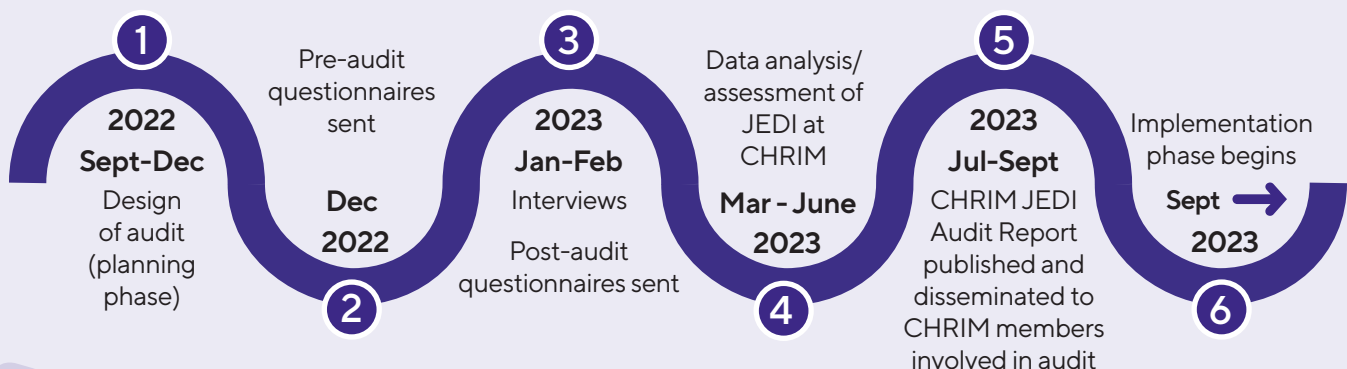 1
2022
Sept-Dec
Design
of audit
(planning
phase)
Pre-audit
questionnaires
sent
Dec
2022
2
3
2023
Jan-Feb
Interviews
Post-audit
questionnaires sent
Data analysis/
assessment of
JEDI at
CHRIM
Mar - June
2023
4
5
2023
Jul-Sept
CHRIM JEDI
Audit Report
published and
disseminated to
CHRIM members
involved in audit
Implementation
phase begins
Sept
2023
6